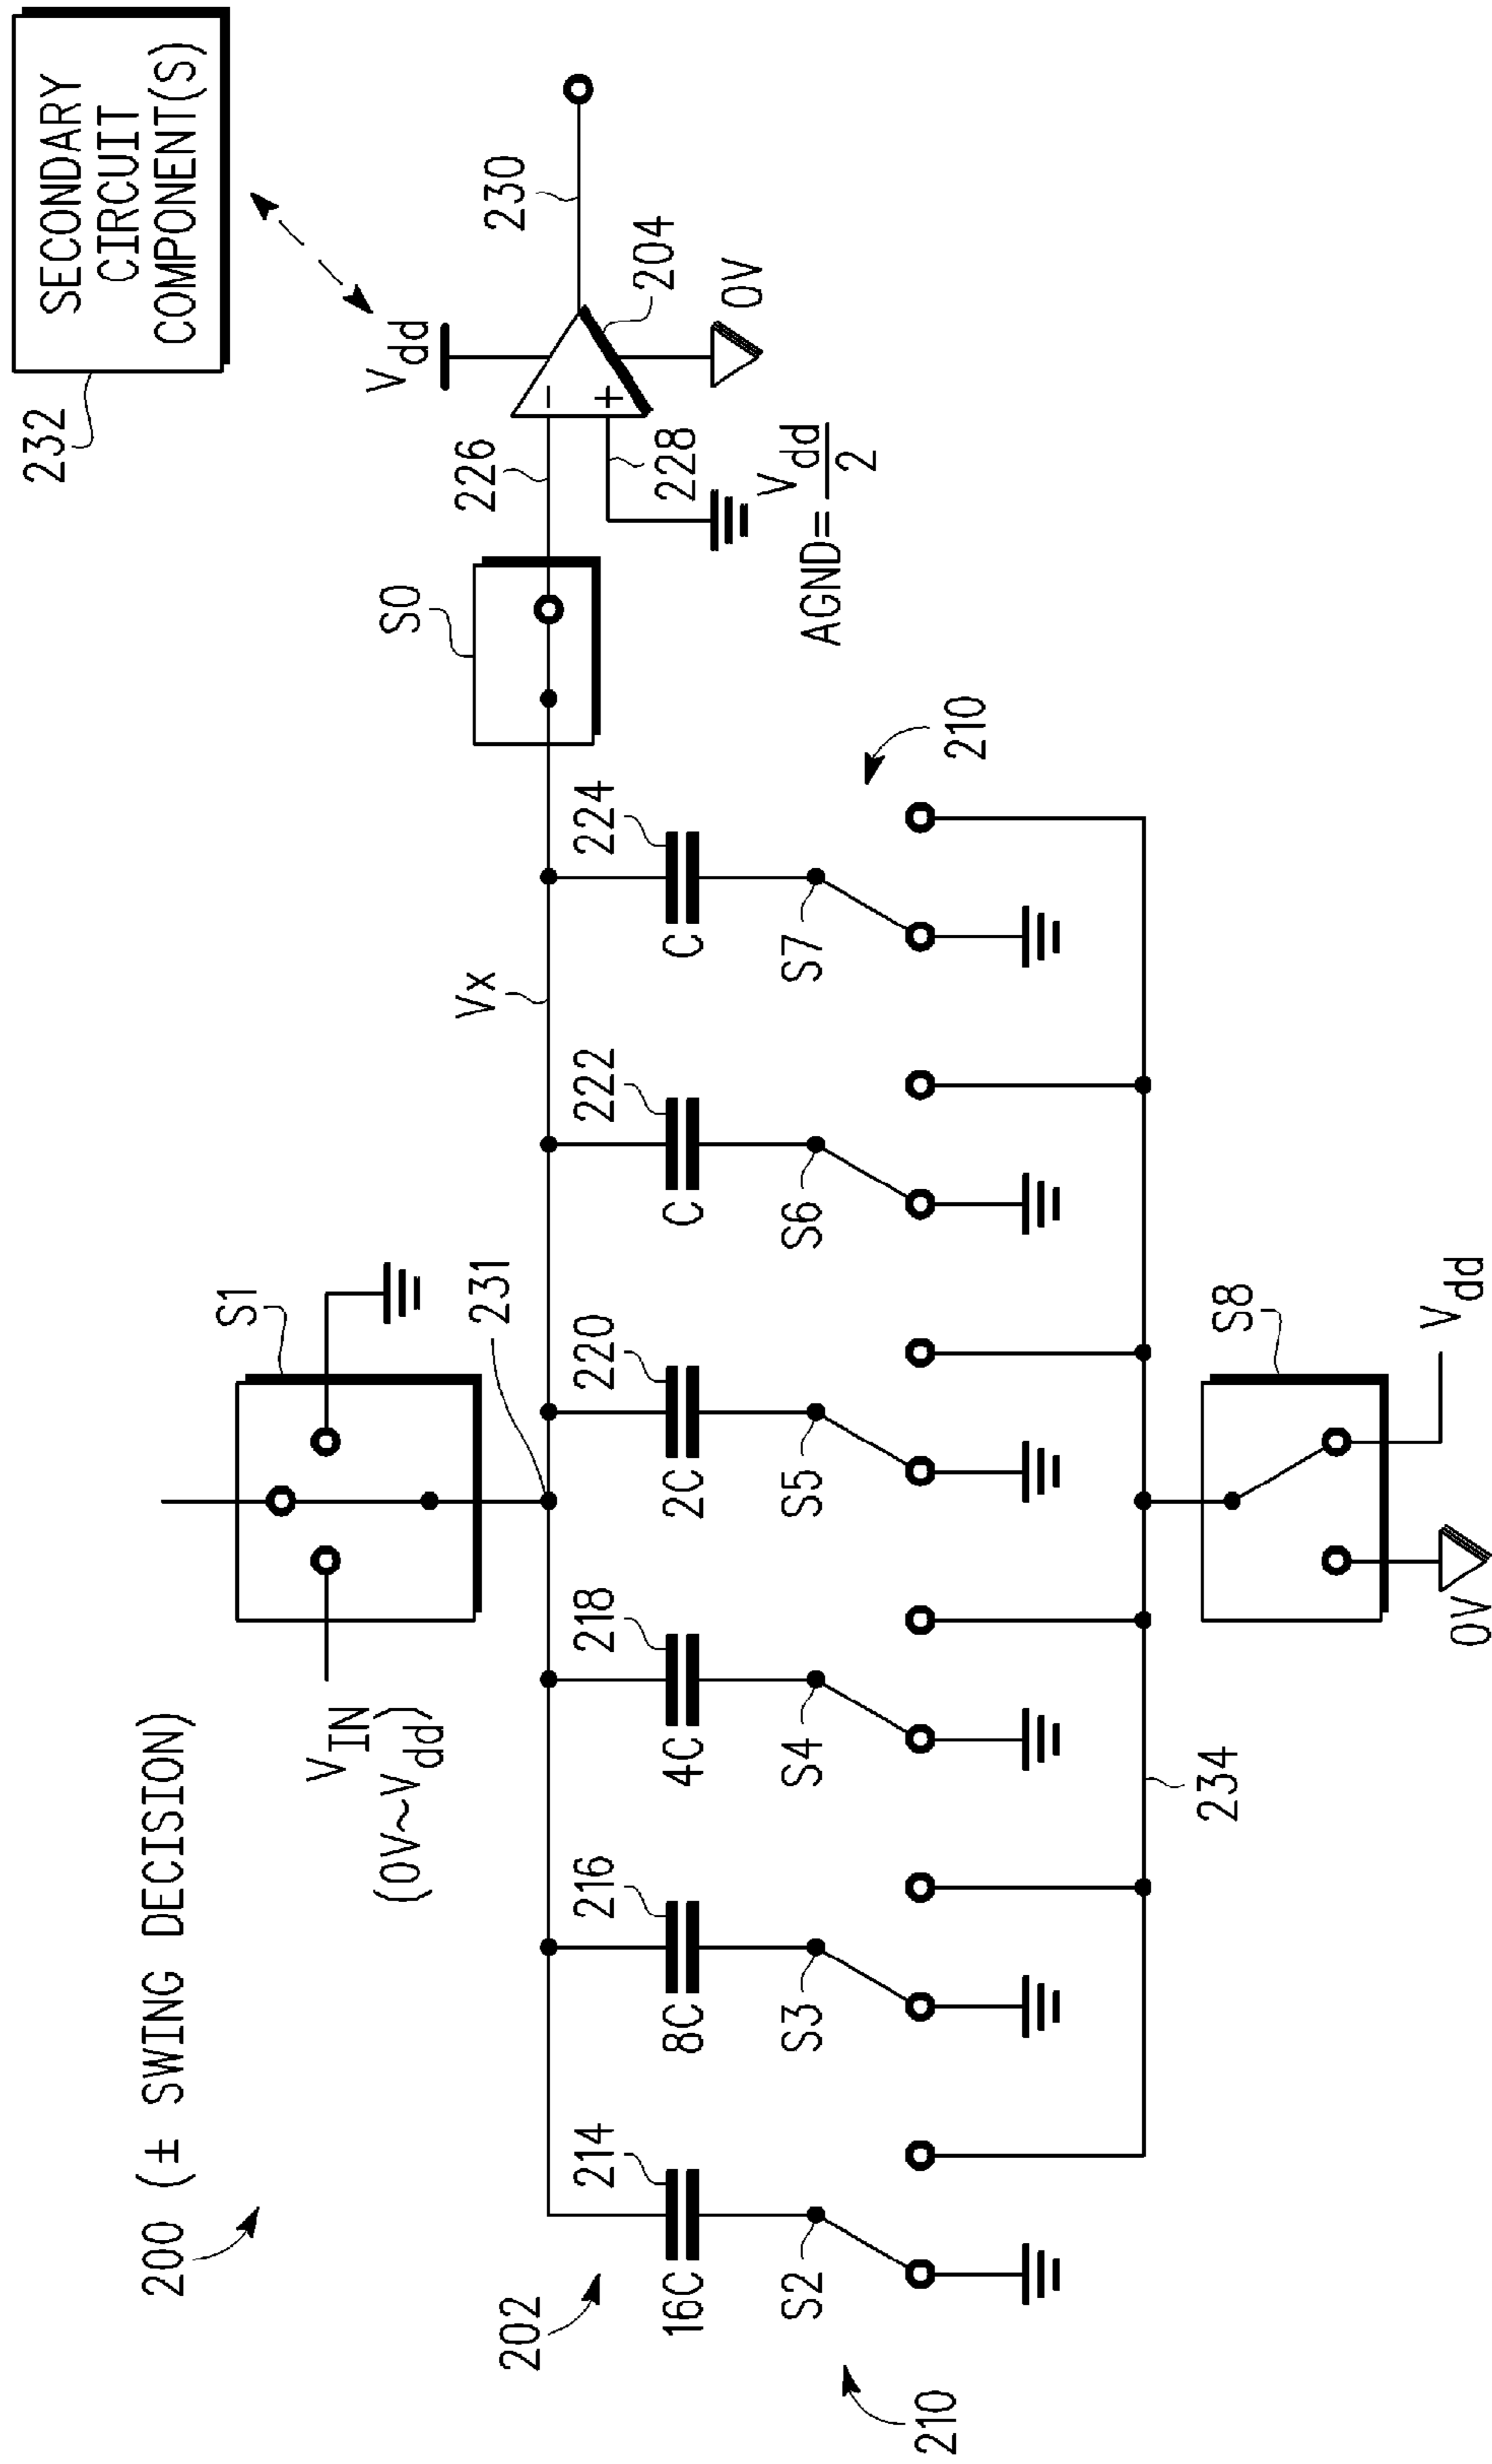 200 (± SWING DECISION)
SECONDARY
CIRCUIT
COMPONENT(S)
232
S1
VIN
(0V~Vdd)
231
Vx
S0
226
Vdd
230
204
228
0V
AGND= Vdd
2
202
214
216
218
220
222
224
16C
8C
4C
2C
C
C
S2
S3
S4
S5
S6
S7
210
210
234
S8
0V
Vdd